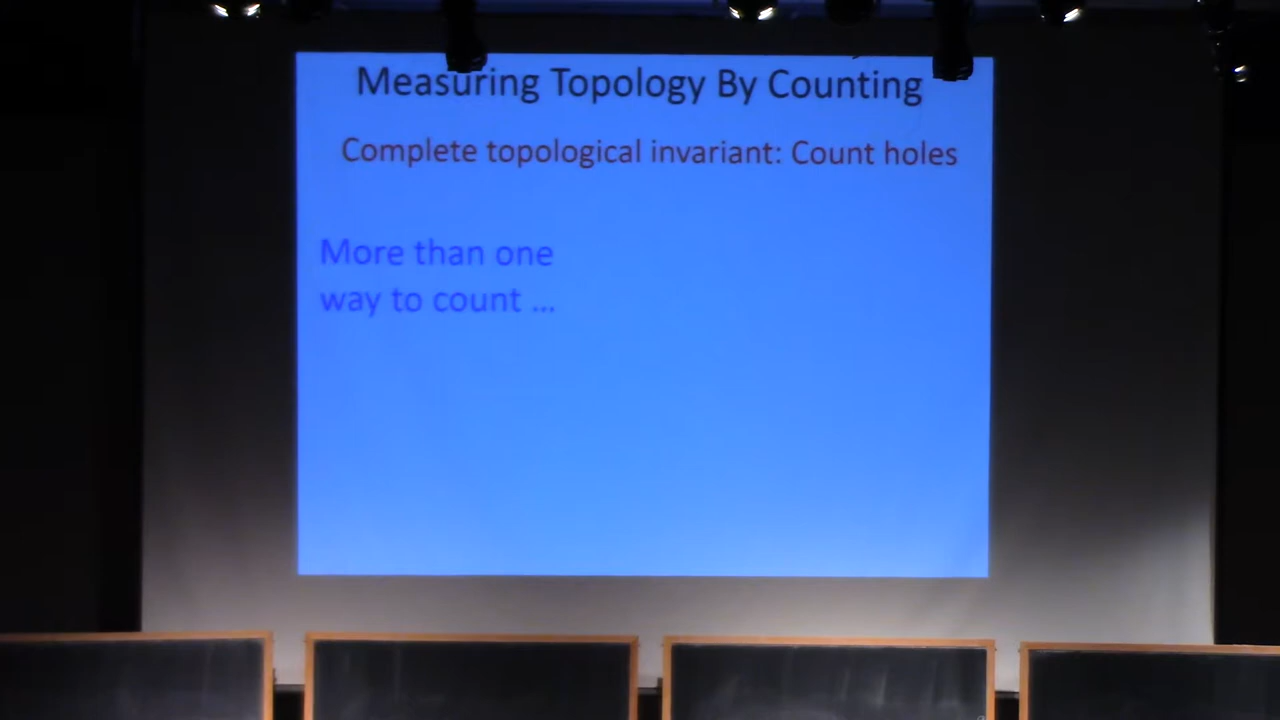 Measuring Topology By Counting
Complete topological invariant: Count holes
More than one
way to count ...